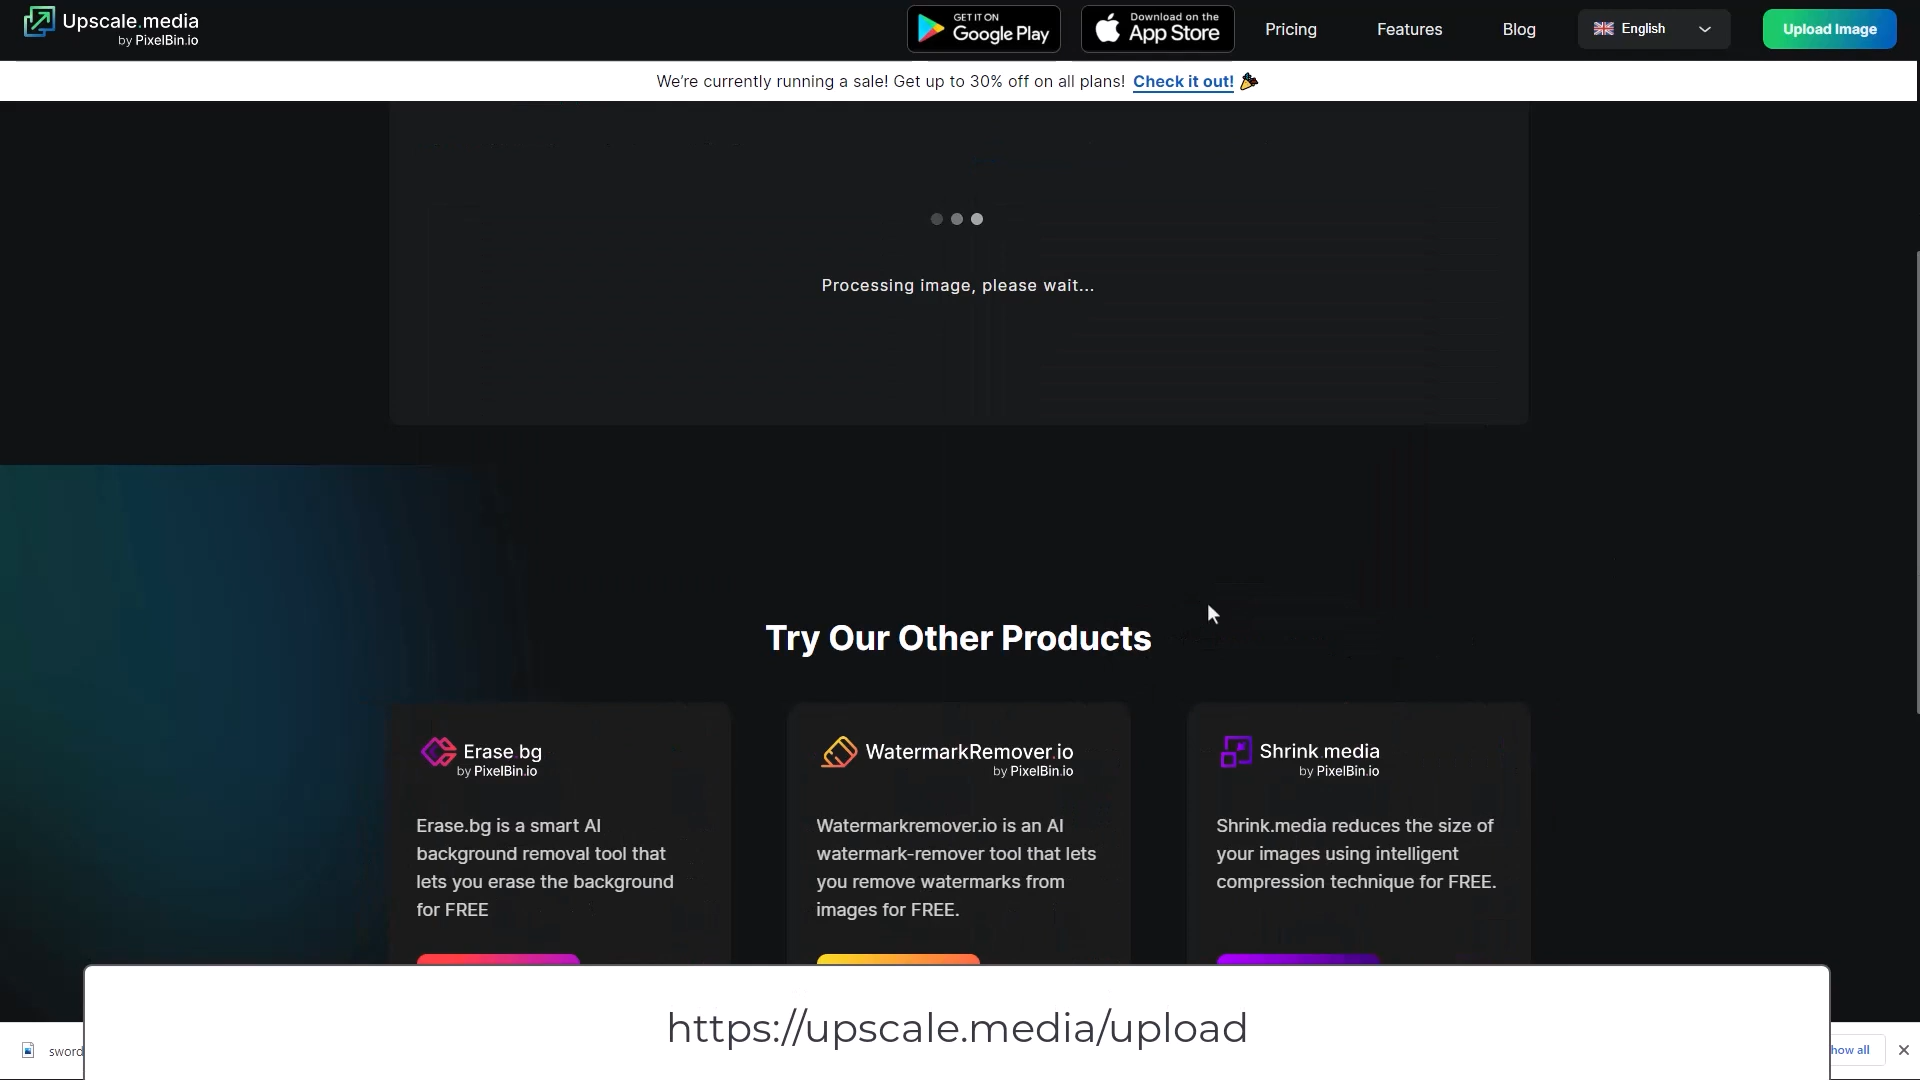 Upscale.media
by PixelBin.io
GET IT ON
Google Play
Download on the
App Store
Pricing
Features
Blog
English
Upload Image
We're currently running a sale! Get up to 30% off on all plans! Check it out!
Processing image, please wait...
Try Our Other Products
Erase.bg
by PixelBin.io
Erase.bg is a smart AI
background removal tool that
lets you erase the background
for FREE
WatermarkRemover.io
by PixelBin.io
Watermarkremover.io is an AI
watermark-remover tool that lets
you remove watermarks from
images for FREE.
Shrink.media
by PixelBin.io
Shrink.media reduces the size of
your images using intelligent
compression technique for FREE.
https://upscale.media/upload
sword
how all